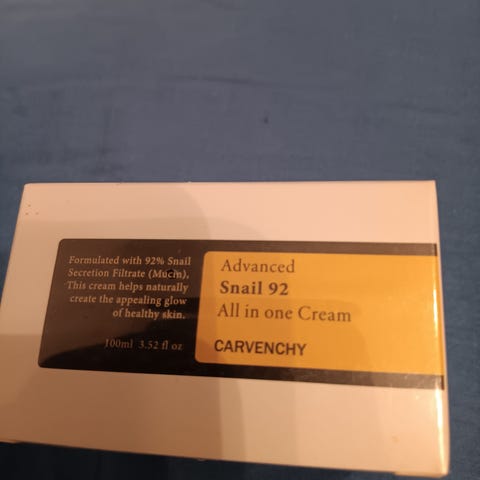 Formulated with 92% Snail
Secretion Filtrate (Mucin),
This cream helps naturally
create the appealing glow
of healthy skin.
100ml 3.52 fl oz
Advanced
Snail 92
All in one Cream
CARVENCHY